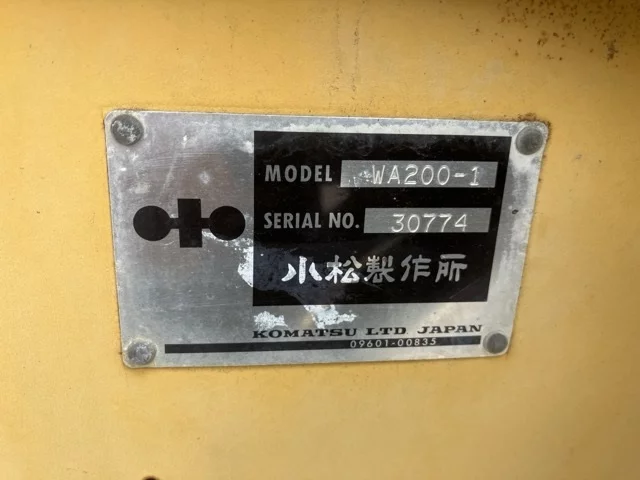 MODEL WA200-1
SERIAL NO. 30774
小松製作所
KOMATSU LTD. JAPAN
09601-00835